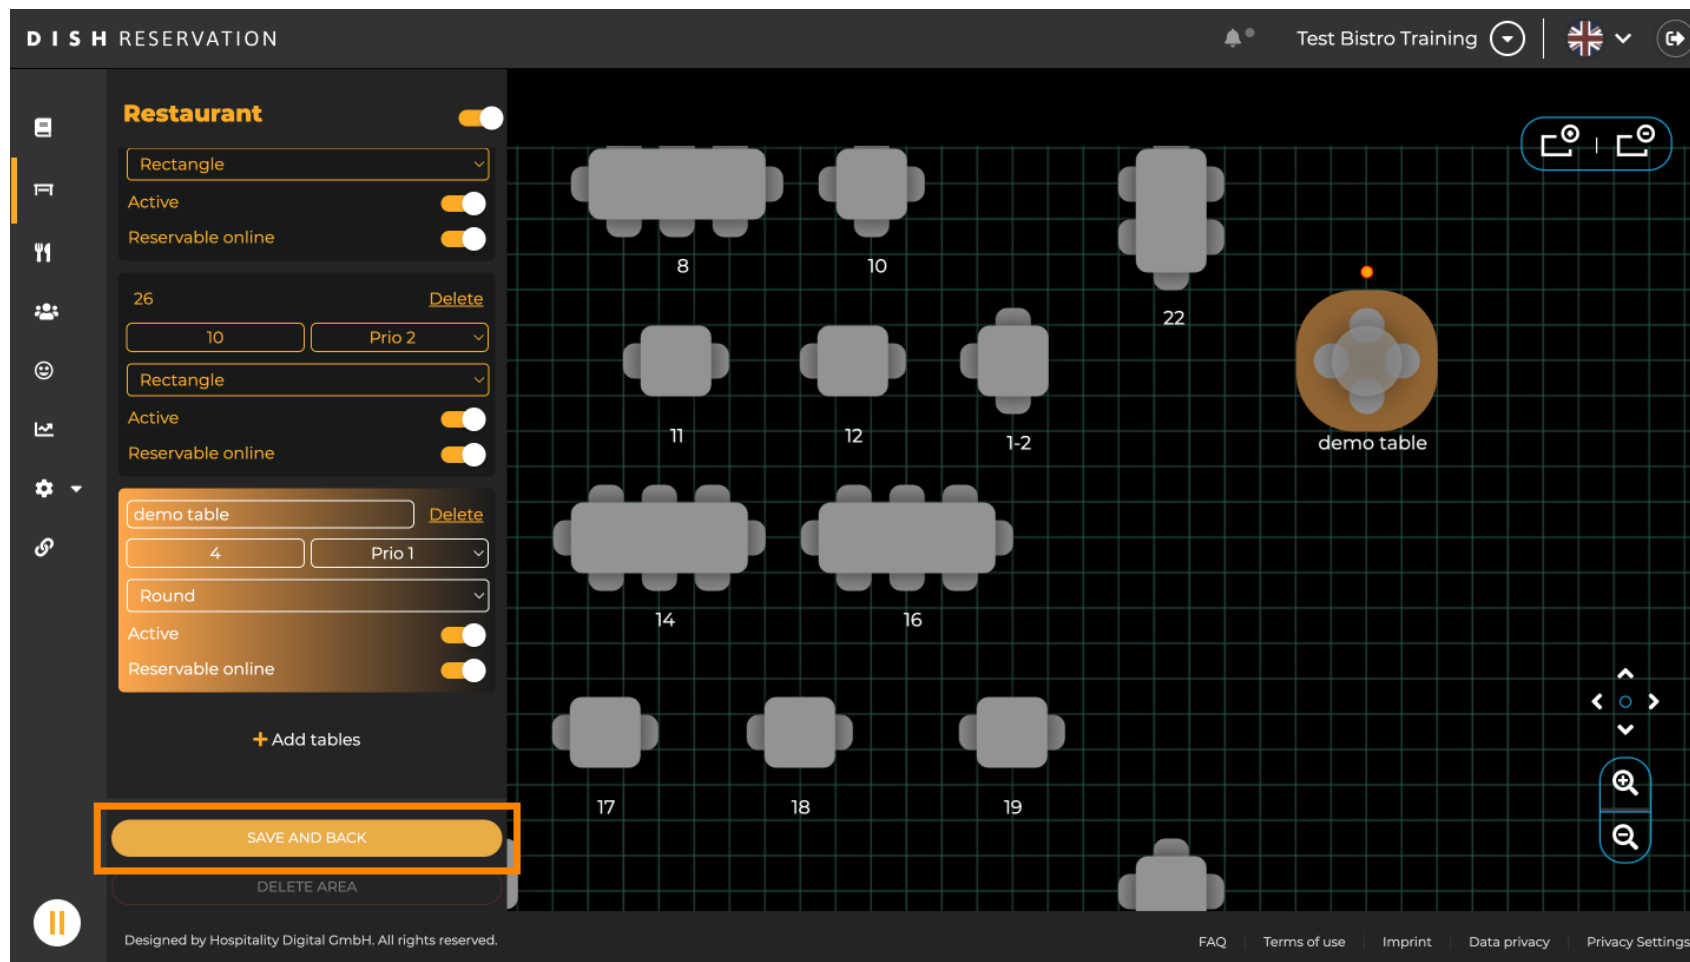 DISH RESERVATION
Test Bistro Training
Restaurant
Rectangle
Active
Reservable online
26 Delete
10 Prio 2
Rectangle
Active
Reservable online
demo table Delete
4 Prio 1
Round
Active
Reservable online
+ Add tables
SAVE AND BACK
DELETE AREA
8 10
22
11 12 1-2
demo table
14 16
17 18 19
Designed by Hospitality Digital GmbH. All rights reserved.
FAQ Terms of use Imprint Data privacy Privacy Settings